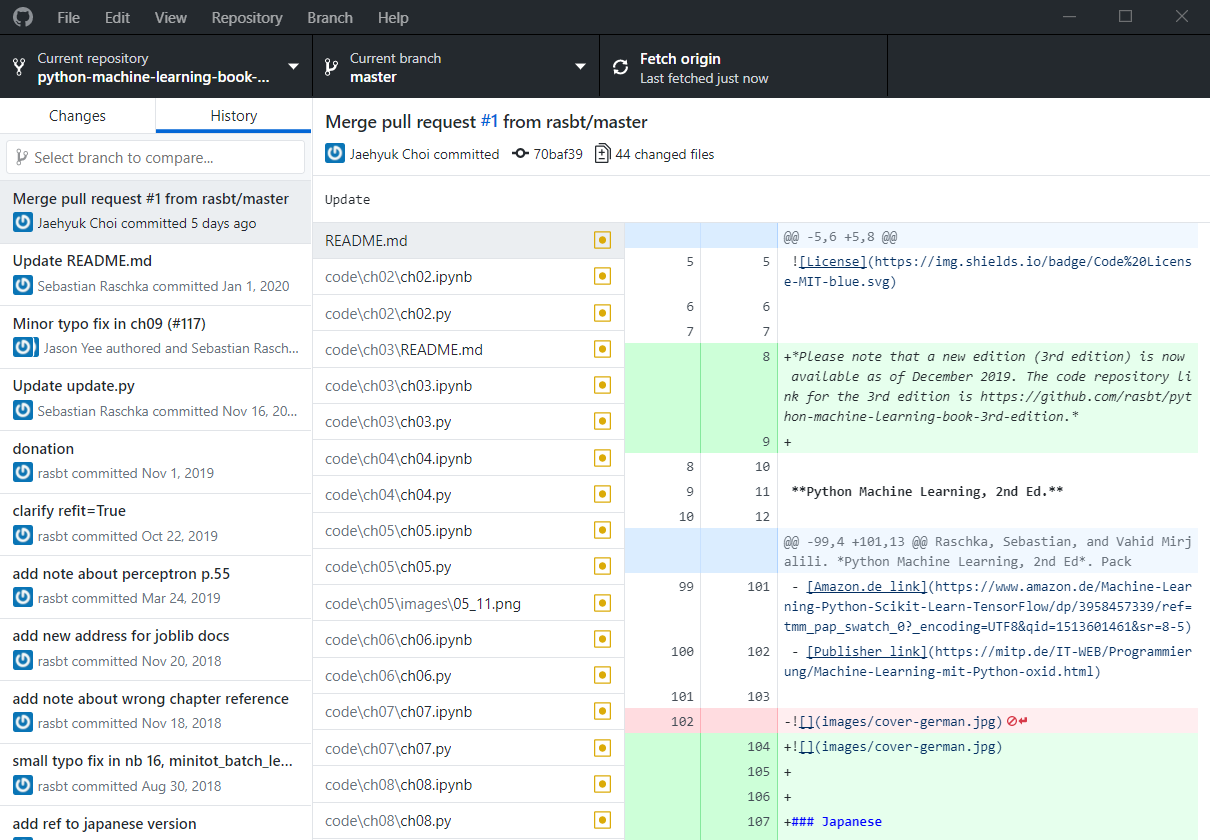 File Edit View Repository Branch Help
Current repository
python-machine-learning-book-...
Current branch
master
Fetch origin
Last fetched just now
Changes History
Select branch to compare...
Merge pull request #1 from rasbt/master
Jaehyuk Choi committed 5 days ago
Update README.md
Sebastian Raschka committed Jan 1, 2020
Minor typo fix in ch09 (#117)
Jason Yee authored and Sebastian Rasch...
Update update.py
Sebastian Raschka committed Nov 16, 20...
donation
rasbt committed Nov 1, 2019
clarify refit=True
rasbt committed Oct 22, 2019
add note about perceptron p.55
rasbt committed Mar 24, 2019
add new address for joblib docs
rasbt committed Nov 20, 2018
add note about wrong chapter reference
rasbt committed Nov 18, 2018
small typo fix in nb 16, minitot_batch_le...
rasbt committed Aug 30, 2018
add ref to japanese version
Merge pull request #1 from rasbt/master
Jaehyuk Choi committed 70baf39 44 changed files
Update
README.md
code\ch02\ch02.ipynb
code\ch02\ch02.py
code\ch03\README.md
code\ch03\ch03.ipynb
code\ch03\ch03.py
code\ch04\ch04.ipynb
code\ch04\ch04.py
code\ch05\ch05.ipynb
code\ch05\ch05.py
code\ch05\images\05_11.png
code\ch06\ch06.ipynb
code\ch06\ch06.py
code\ch07\ch07.ipynb
code\ch07\ch07.py
code\ch08\ch08.ipynb
code\ch08\ch08.py
@@ -5,6 +5,8 @@
5 5 ![License](https://img.shields.io/badge/Code%20Licens
e-MIT-blue.svg)
6 6
7 7
8 +*Please note that a new edition (3rd edition) is now
available as of December 2019. The code repository li
nk for the 3rd edition is https://github.com/rasbt/pyt
hon-machine-learning-book-3rd-edition.*
9 +
8 10
9 11 **Python Machine Learning, 2nd Ed.**
10 12
@@ -99,4 +101,13 @@ Raschka, Sebastian, and Vahid Mirj
alili. *Python Machine Learning, 2nd Ed*. Pack
99 101 - [Amazon.de link](https://www.amazon.de/Machine-Lear
ning-Python-Scikit-Learn-TensorFlow/dp/3958457339/ref=
tmm_pap_swatch_0?_encoding=UTF8&qid=1513601461&sr=8-5)
100 102 - [Publisher link](https://mitp.de/IT-WEB/Programmier
ung/Machine-Learning-mit-Python-oxid.html)
101 103
102 -![](images/cover-german.jpg)
104 +![](images/cover-german.jpg)
105 +
106 +
107 +### Japanese